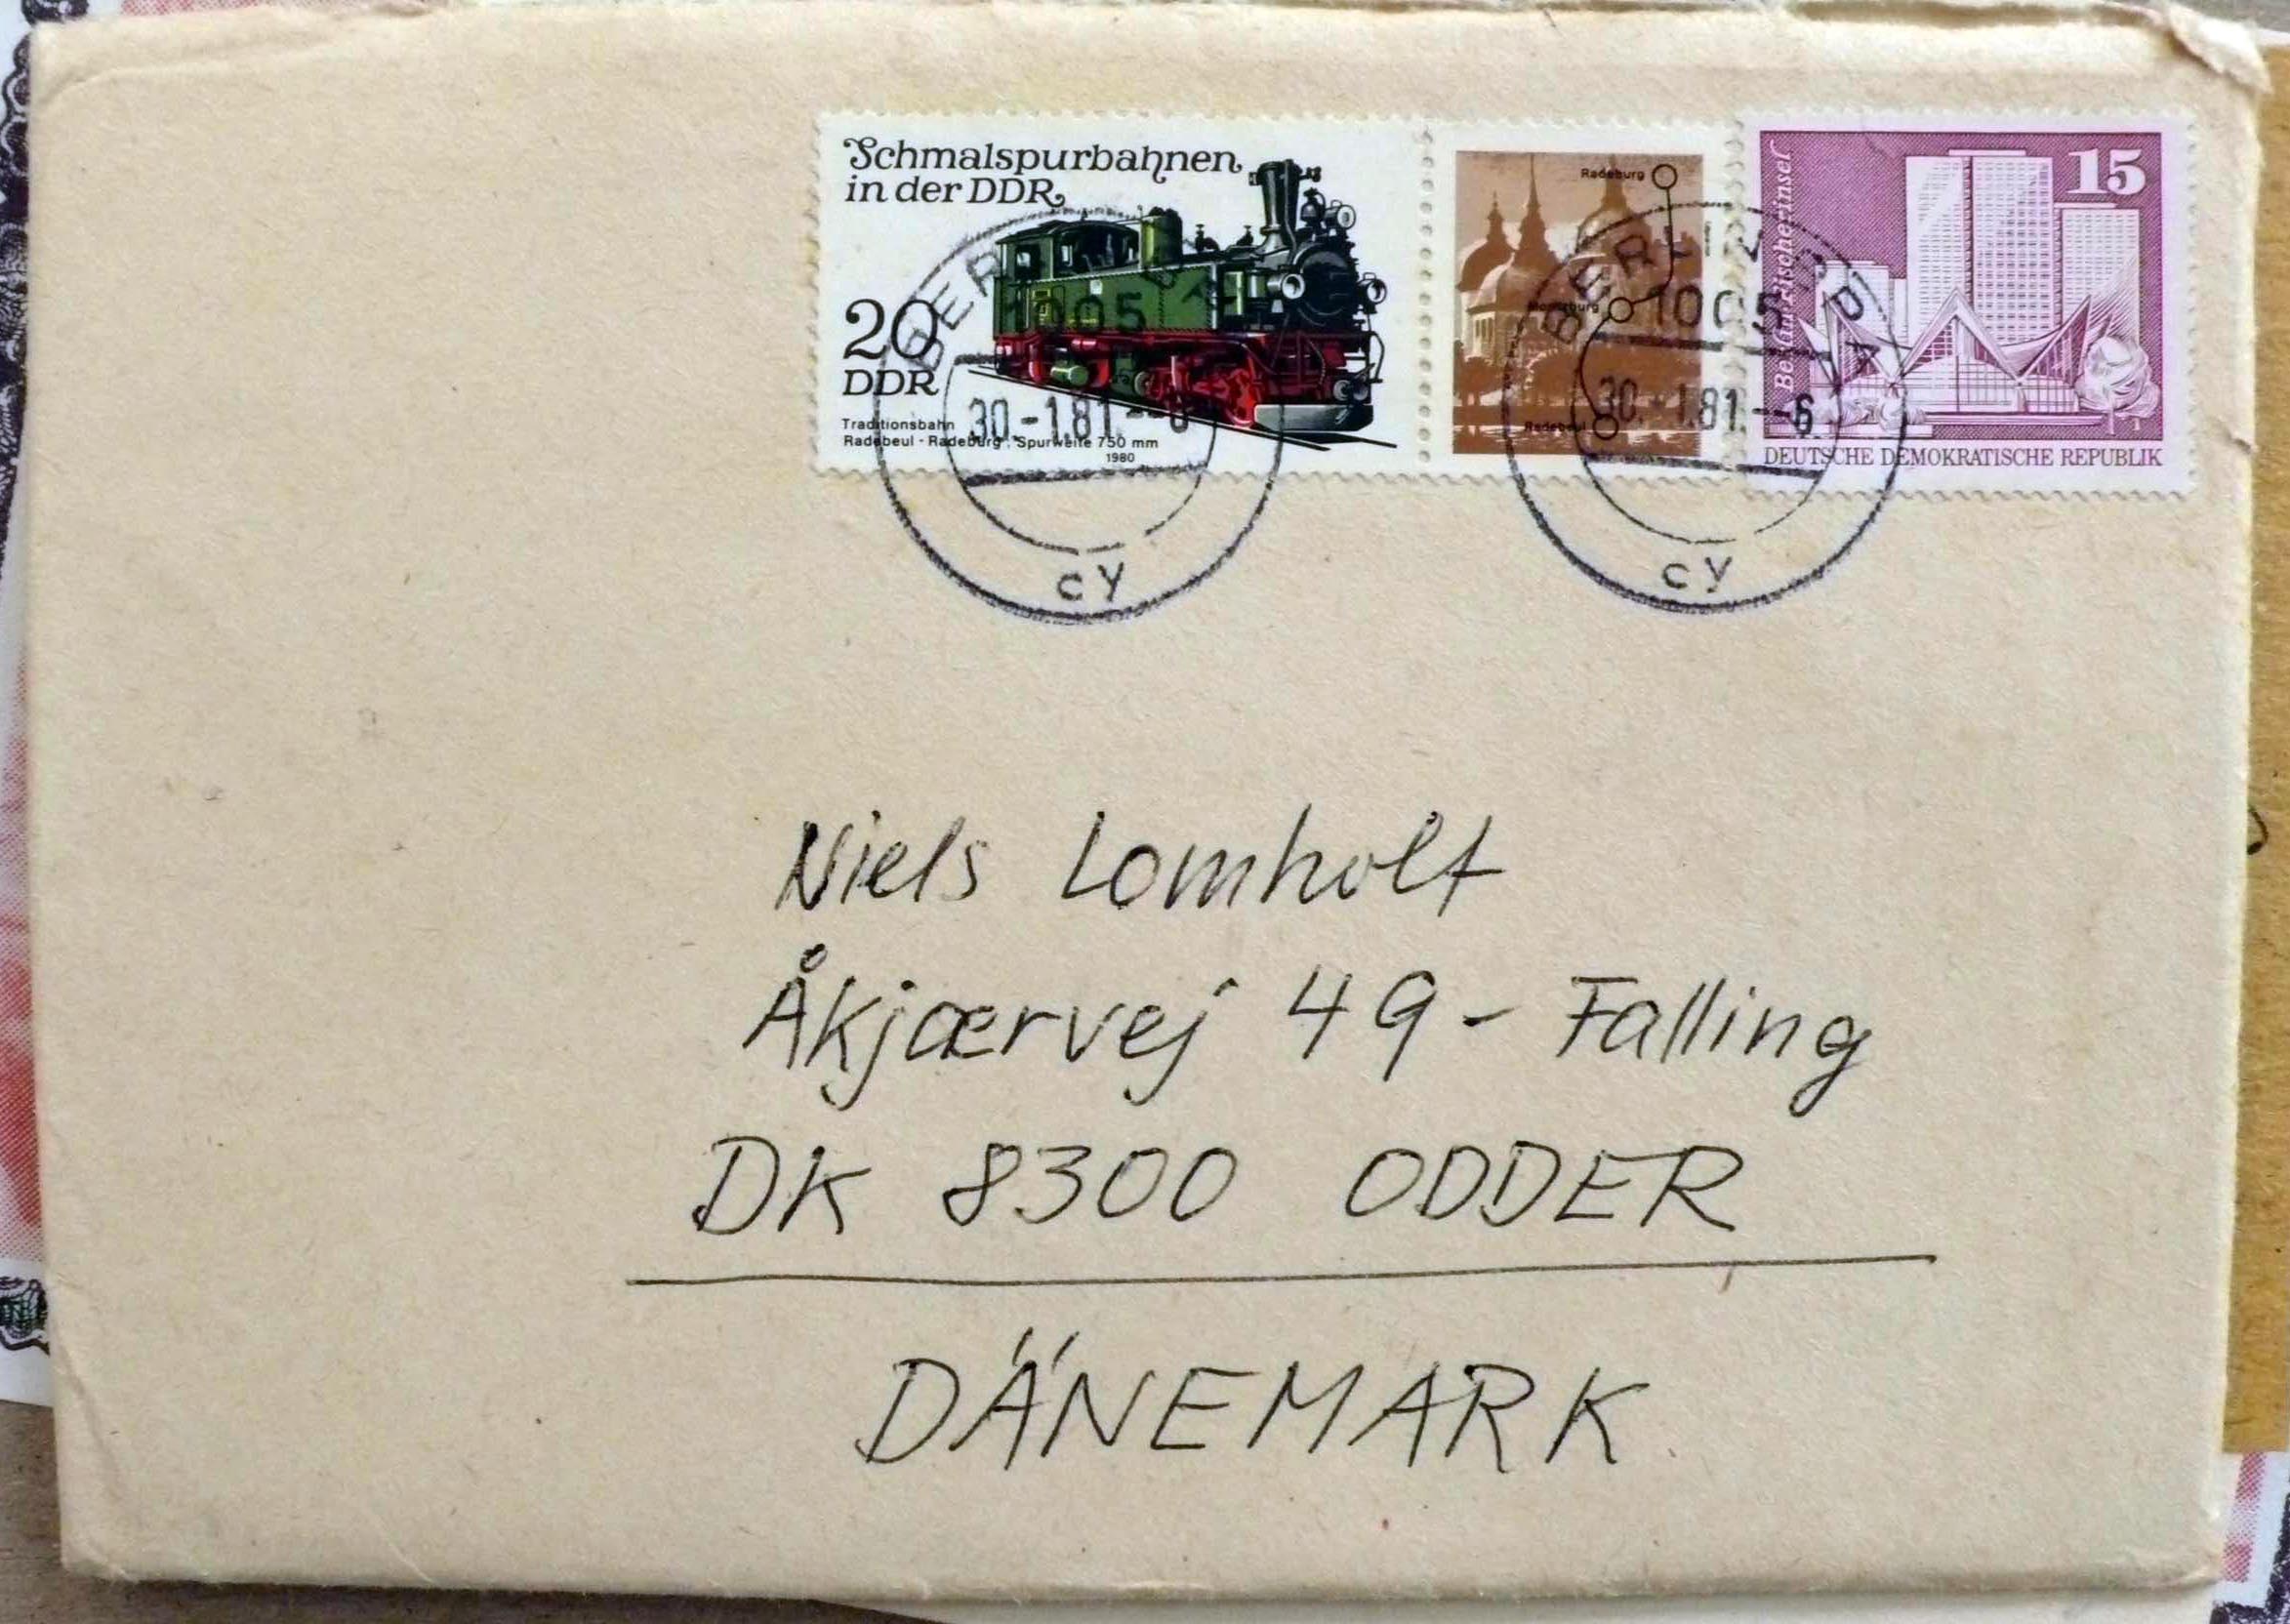 Schmalspurbahnen
in der DDR
20
DDR
Traditionsbahn
Radebeul - Radeburg, Spurweite 750 mm
1980
Radeburg
Moritzburg
Radebeul
15
Berlin Fischerinsel
DEUTSCHE DEMOKRATISCHE REPUBLIK
1005
30.-1.81.--6
cy
BERLIN
1005
30.-1.81.--6
cy
Niels Lomholt
Åkjærvej 49 - Falling
DK 8300 ODDER
DÄNEMARK